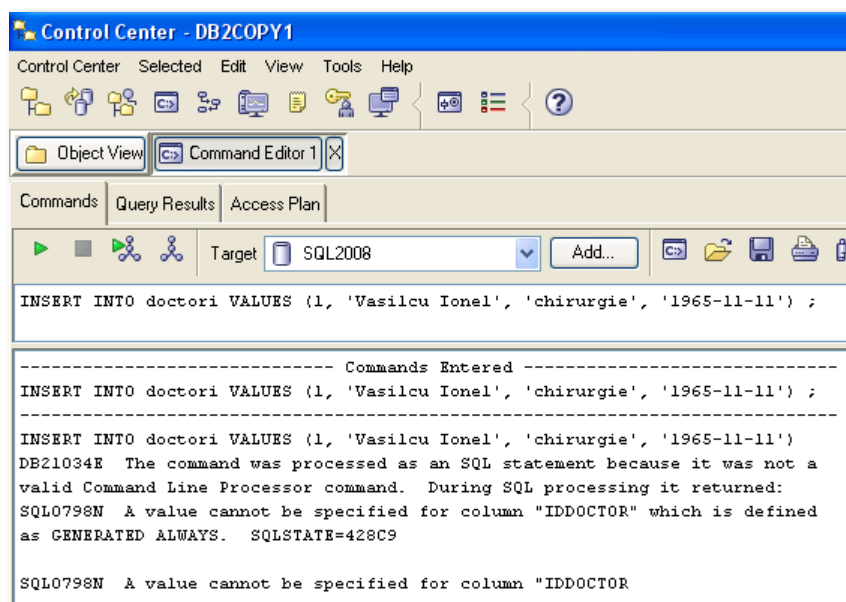 Control Center - DB2COPY1
Control Center Selected Edit View Tools Help
Object View Command Editor 1 X
Commands Query Results Access Plan
Target SQL2008 Add...
INSERT INTO doctori VALUES (1, 'Vasilcu Ionel', 'chirurgie', '1965-11-11') ;
------------------------------ Commands Entered ------------------------------
INSERT INTO doctori VALUES (1, 'Vasilcu Ionel', 'chirurgie', '1965-11-11') ;
------------------------------------------------------------------------------
INSERT INTO doctori VALUES (1, 'Vasilcu Ionel', 'chirurgie', '1965-11-11')
DB21034E The command was processed as an SQL statement because it was not a
valid Command Line Processor command. During SQL processing it returned:
SQL0798N A value cannot be specified for column "IDDOCTOR" which is defined
as GENERATED ALWAYS. SQLSTATE=428C9
SQL0798N A value cannot be specified for column "IDDOCTOR